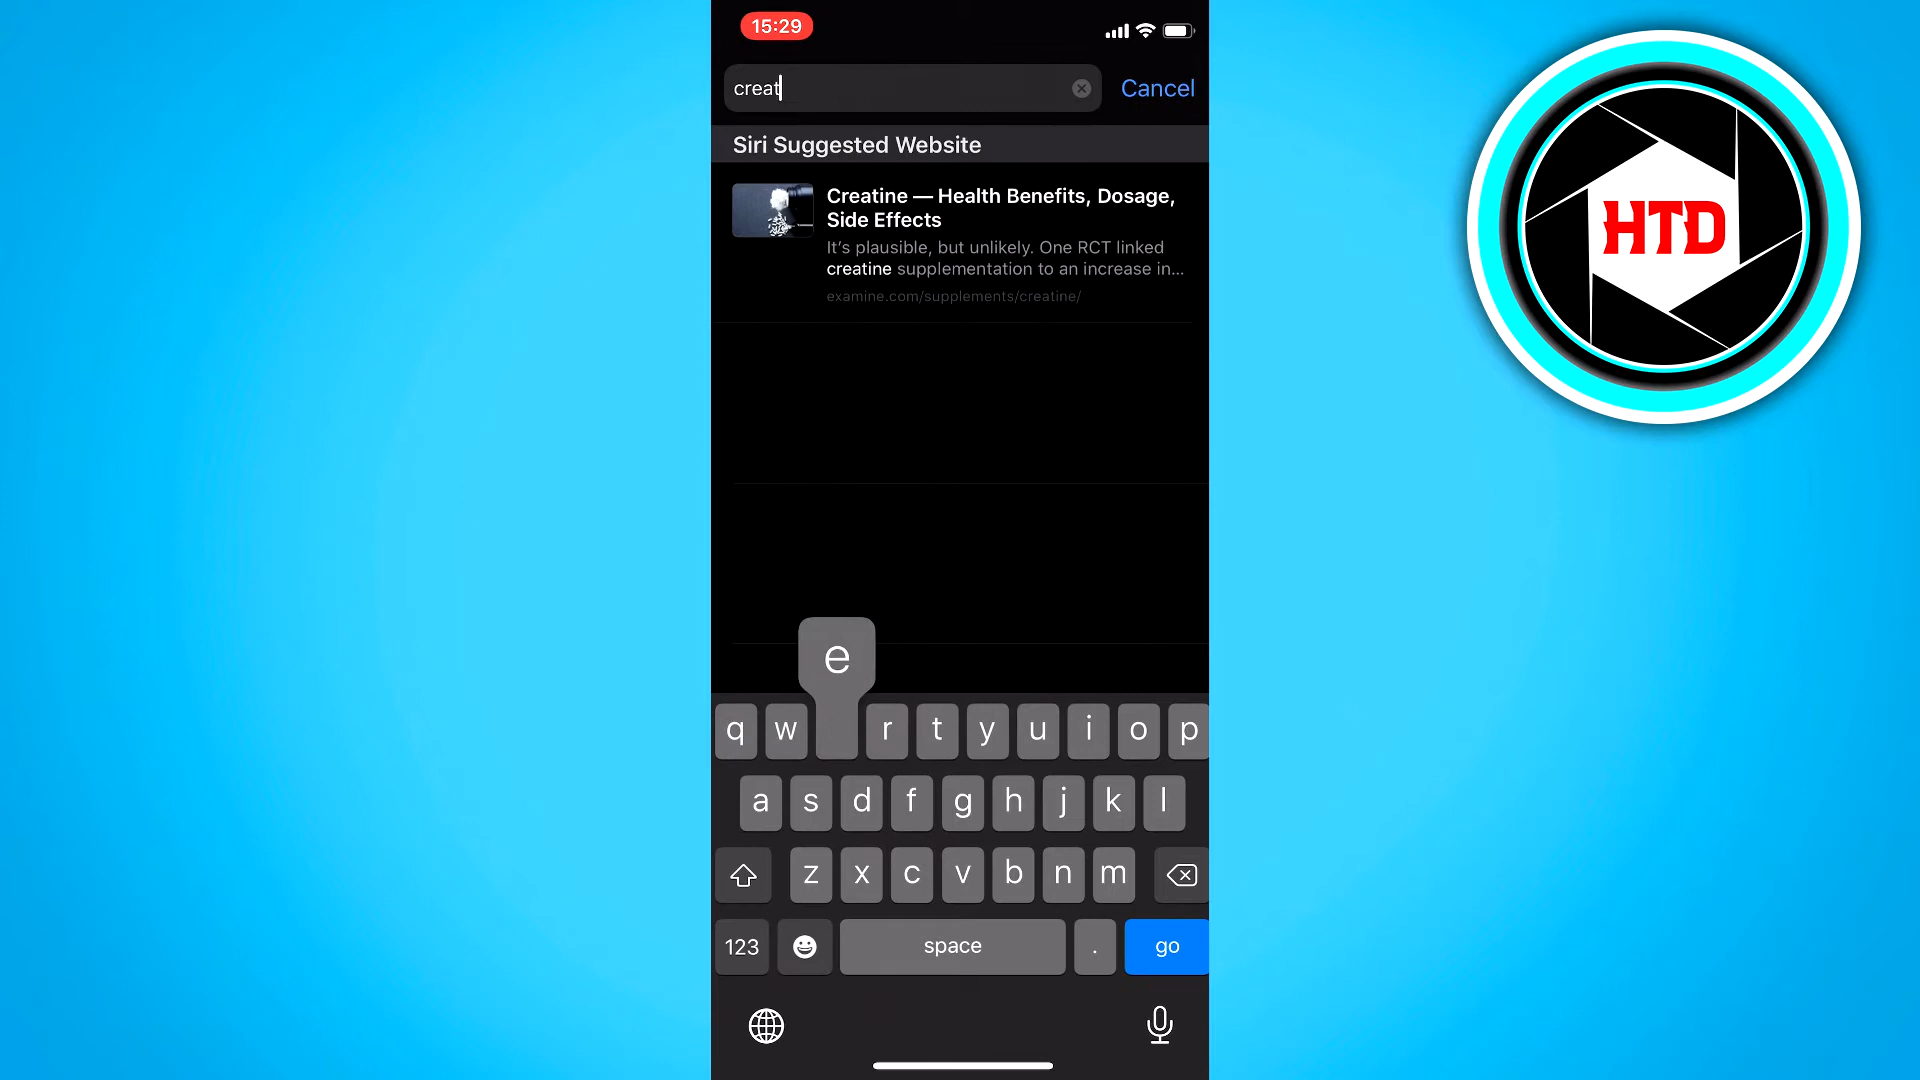 15:29
creat
Cancel
Siri Suggested Website
Creatine — Health Benefits, Dosage,
Side Effects
It's plausible, but unlikely. One RCT linked
creatine supplementation to an increase in...
examine.com/supplements/creatine/
HTD
e
q w r t y u i o p
a s d f g h j k l
z x c v b n m
123 space . go